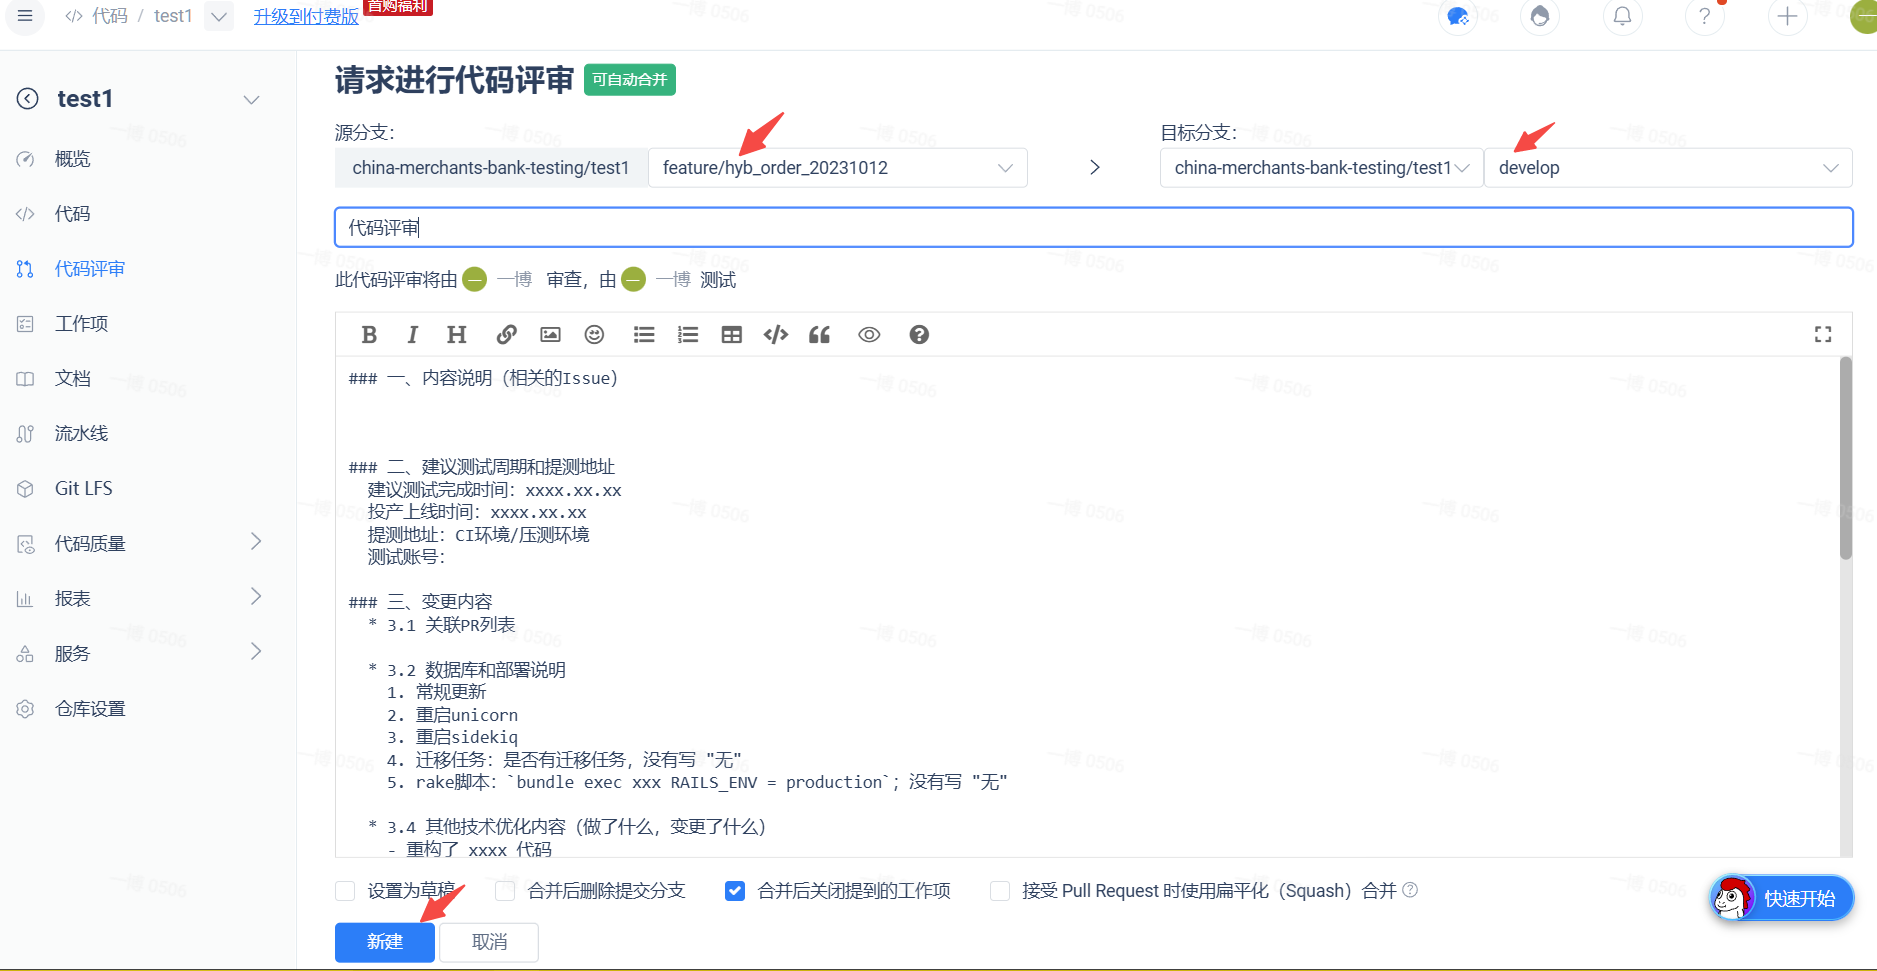 代码 / test1 升级到付费版 首购福利
test1
概览
代码
代码评审
工作项
文档
流水线
Git LFS
代码质量
报表
服务
仓库设置
请求进行代码评审 可自动合并
源分支:
目标分支:
china-merchants-bank-testing/test1 feature/hyb_order_20231012 > china-merchants-bank-testing/test1 develop
代码评审
此代码评审将由 一 一博 审查，由 一 一博 测试
B I H
### 一、内容说明（相关的Issue）
### 二、建议测试周期和提测地址
建议测试完成时间：xxxx.xx.xx
投产上线时间：xxxx.xx.xx
提测地址：CI环境/压测环境
测试账号：
### 三、变更内容
* 3.1 关联PR列表
* 3.2 数据库和部署说明
1. 常规更新
2. 重启unicorn
3. 重启sidekiq
4. 迁移任务：是否有迁移任务，没有写 "无"
5. rake脚本：`bundle exec xxx RAILS_ENV = production`；没有写 "无"
* 3.4 其他技术优化内容（做了什么，变更了什么）
- 重构了 xxxx 代码
设置为草稿 合并后删除提交分支 合并后关闭提到的工作项 接受 Pull Request 时使用扁平化（Squash）合并
新建 取消
快速开始
一博 0506